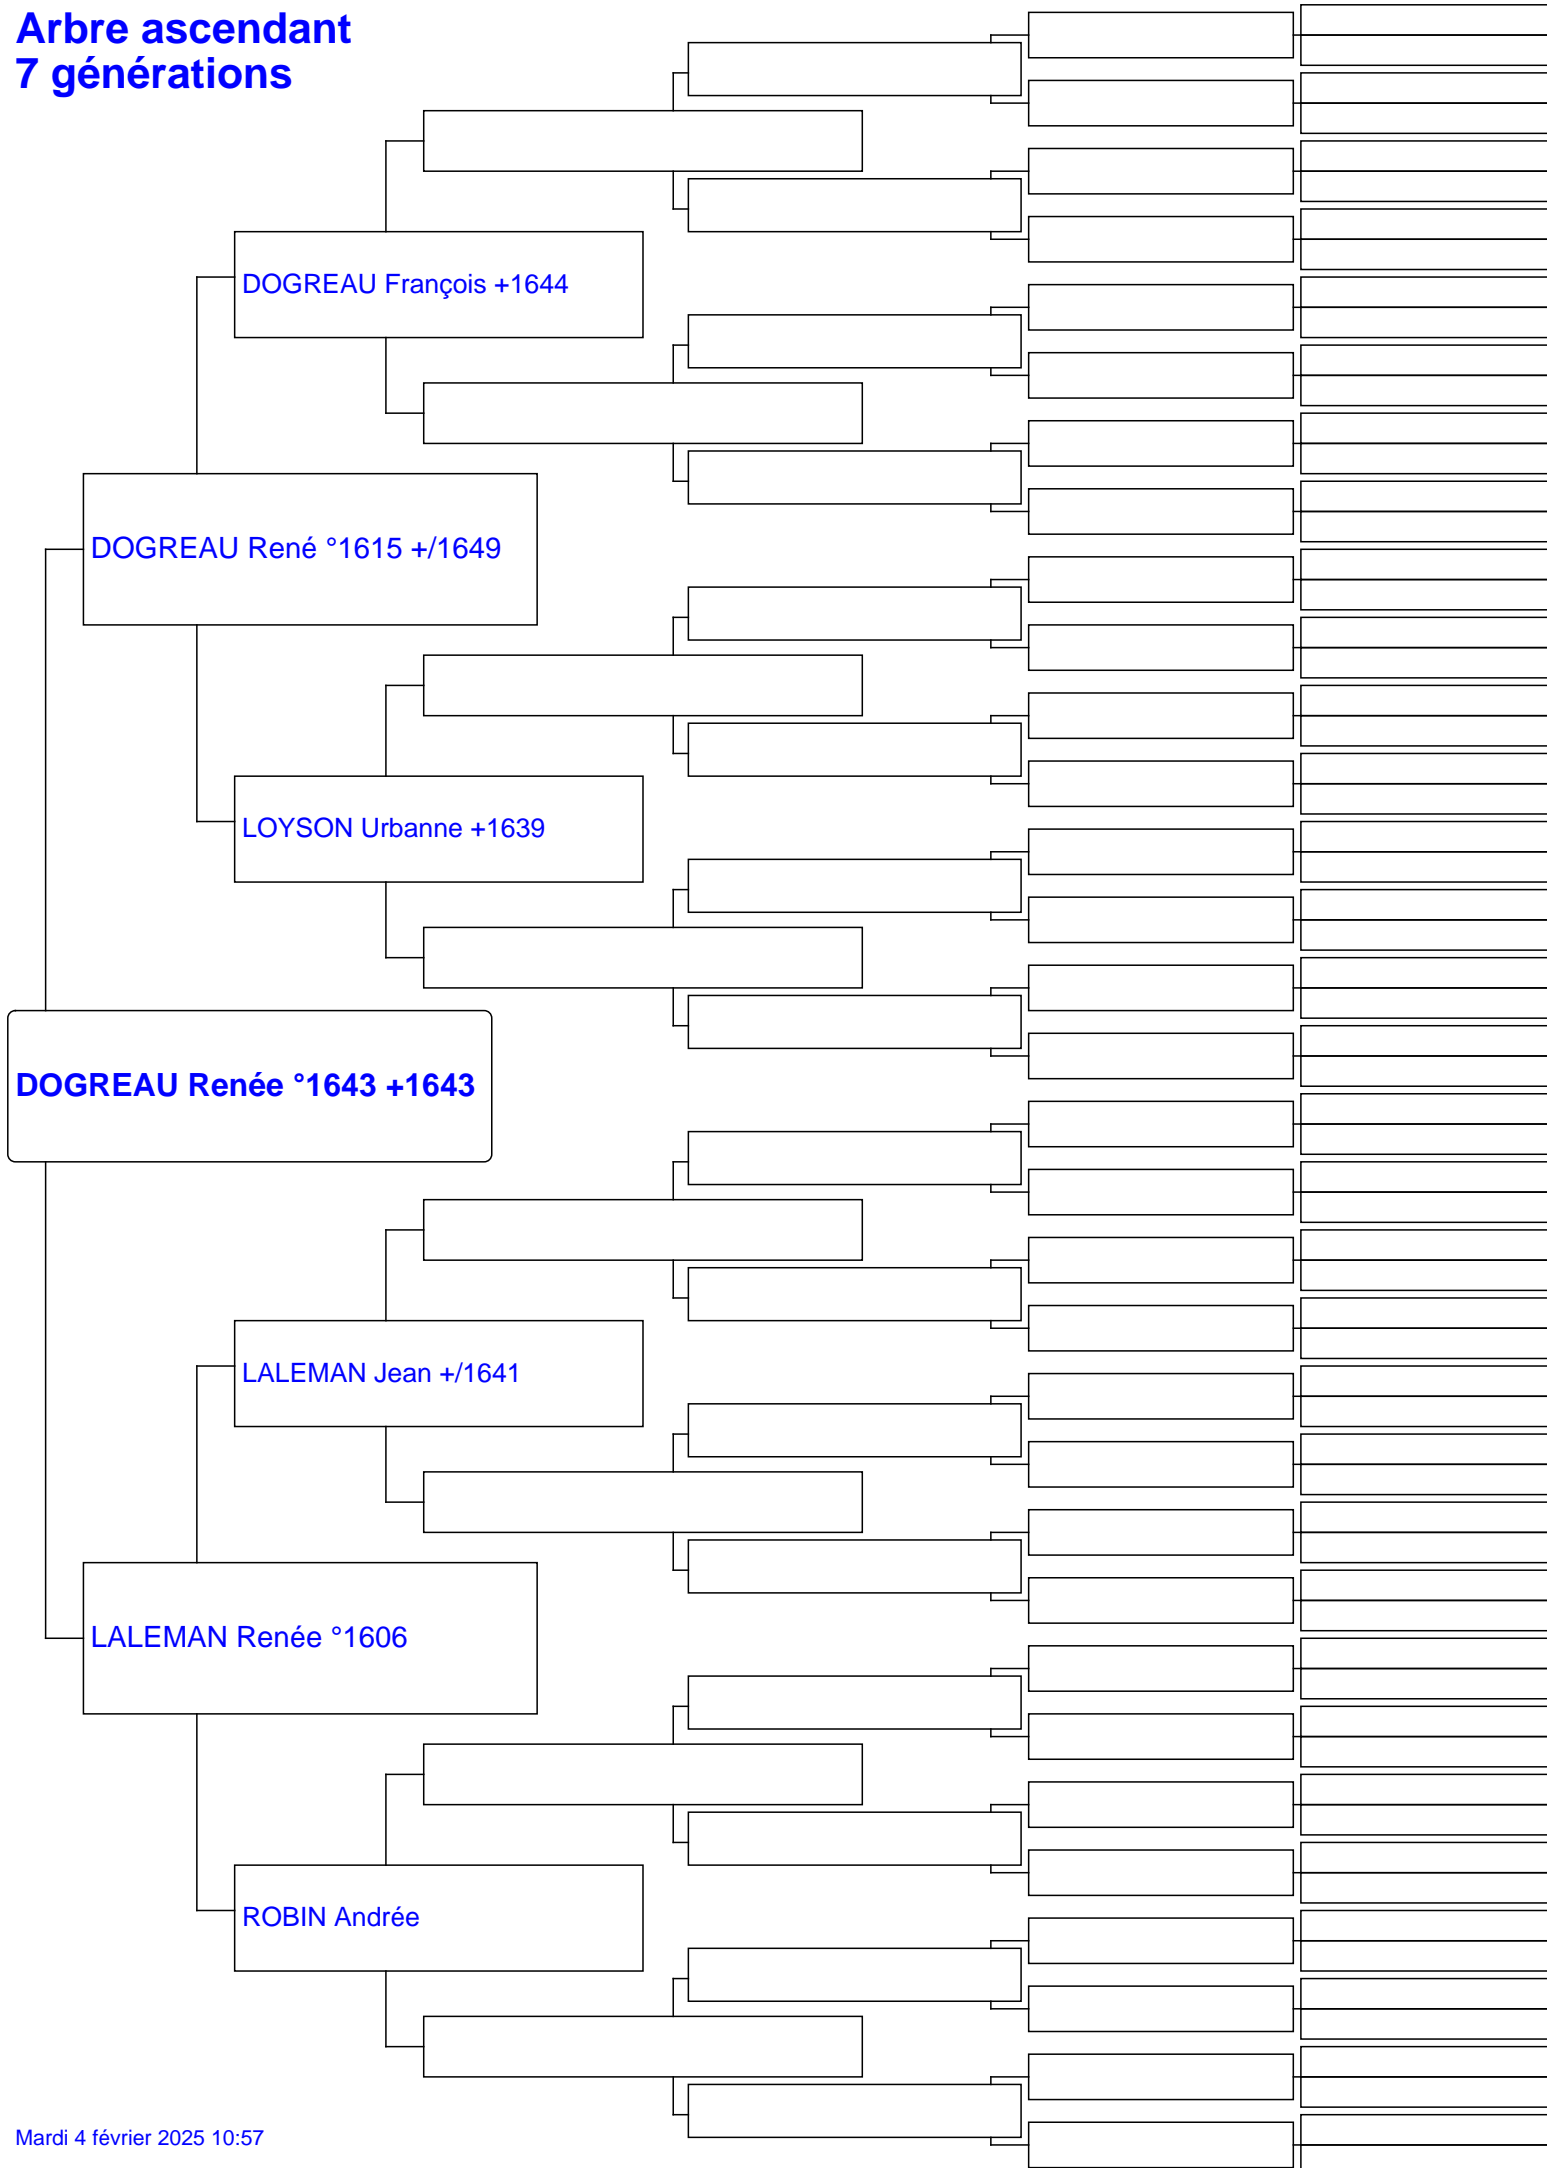 Arbre ascendant
7 générations
DOGREAU François +1644
DOGREAU René °1615 +/1649
LOYSON Urbanne +1639
DOGREAU Renée °1643 +1643
LALEMAN Jean +/1641
LALEMAN Renée °1606
ROBIN Andrée
Mardi 4 février 2025 10:57